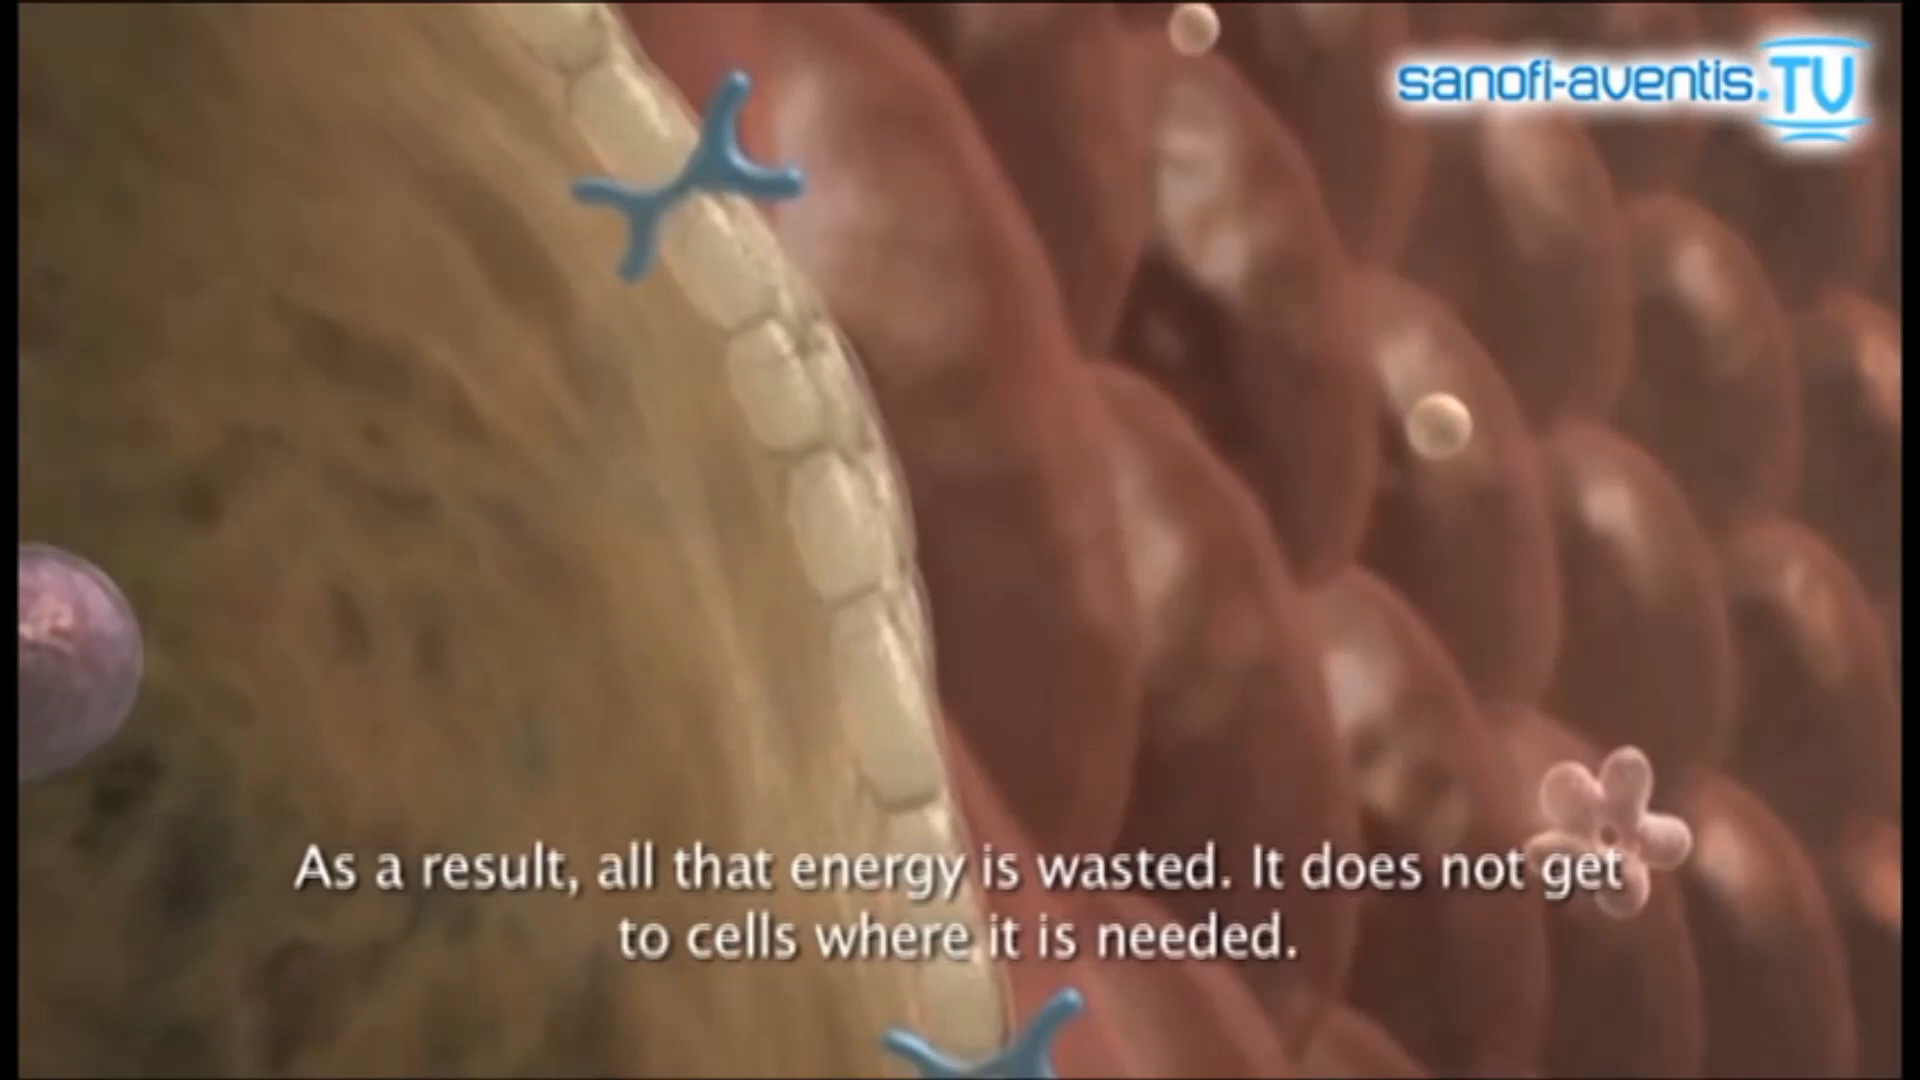 sanofi-aventis.TV
As a result, all that energy is wasted. It does not get
to cells where it is needed.